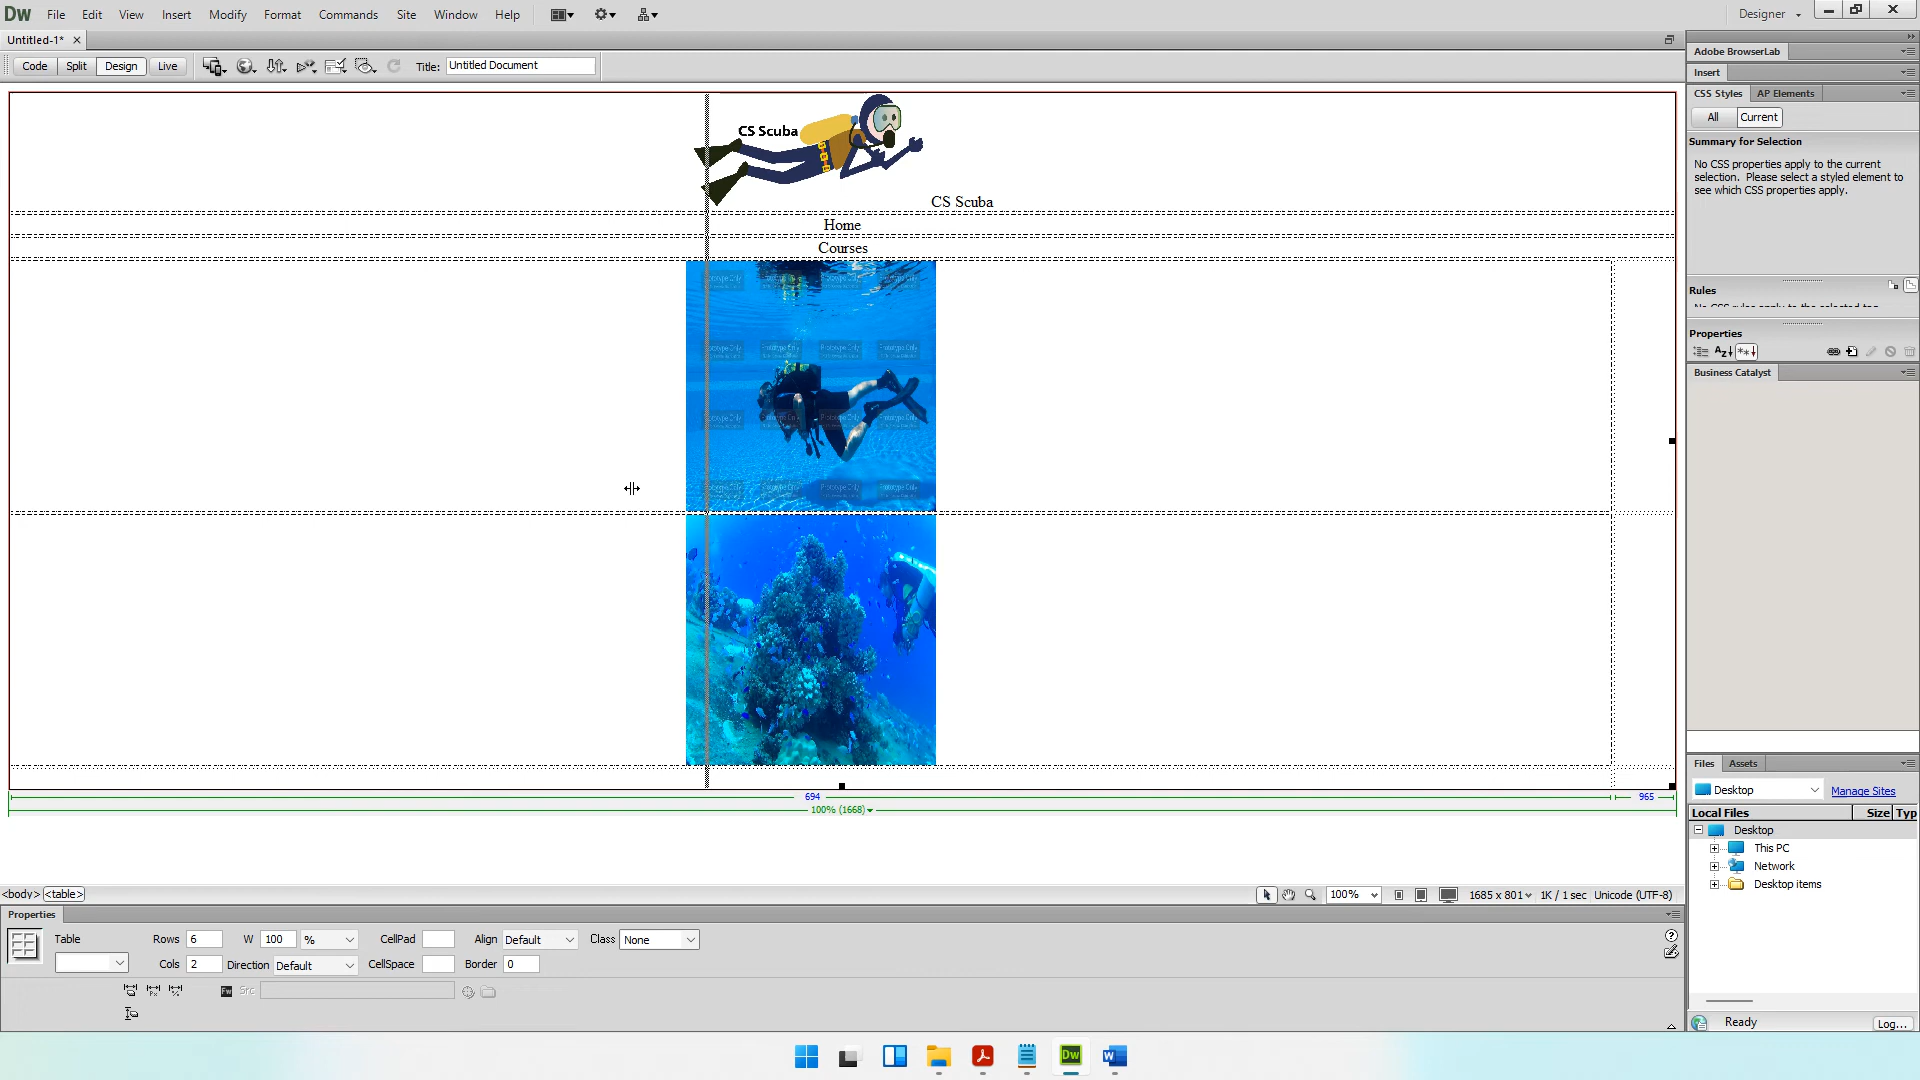 Dw File Edit View Insert Modify Format Commands Site Window Help Designer
Untitled-1*
Code Split Design Live Title: Untitled Document
Adobe BrowserLab
Insert
CSS Styles AP Elements
All Current
Summary for Selection
No CSS properties apply to the current
selection. Please select a styled element to
see which CSS properties apply.
Rules
Properties
Business Catalyst
CS Scuba
CS Scuba
Home
Courses
Prototype Only
694 965
100% (1668)
Files Assets
Desktop Manage Sites
Local Files Size Typ
Desktop
This PC
Network
Desktop items
Ready Log...
<body> <table> 100% 1685 x 801 1K / 1 sec Unicode (UTF-8)
Properties
Table Rows 6 W 100 % CellPad Align Default Class None
Cols 2 Direction Default CellSpace Border 0
Fw Src
Dw W